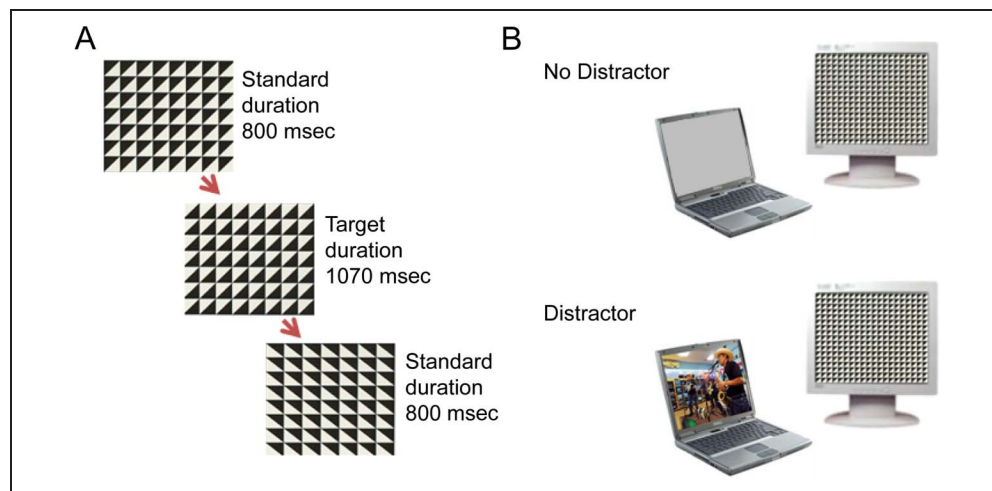 A
Standard
duration
800 msec
Target
duration
1070 msec
Standard
duration
800 msec
B
No Distractor
Distractor